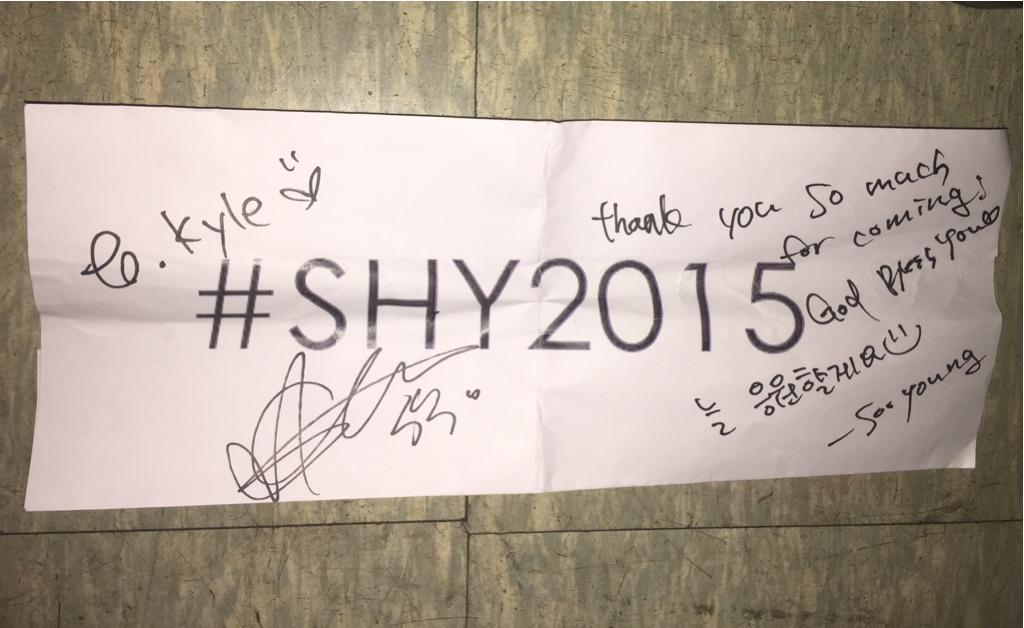 to. Kyle
#SHY2015
thank you so much
for coming!
God Bless you
늘 응원할게요
- Soo young